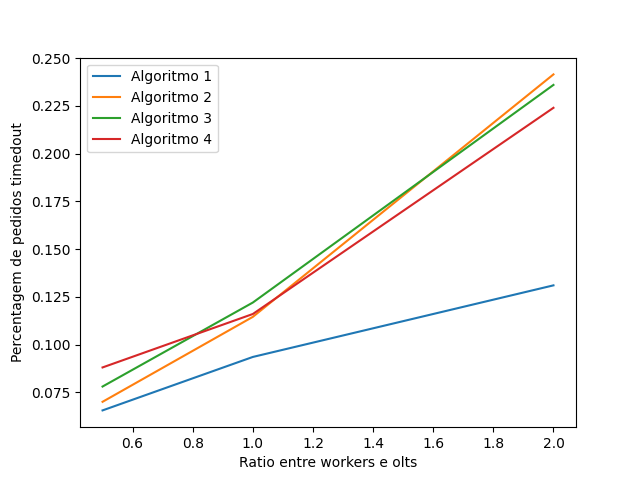 0.250
0.225
0.200
0.175
0.150
0.125
0.100
0.075
Percentagem de pedidos timedout
Algoritmo 1
Algoritmo 2
Algoritmo 3
Algoritmo 4
0.6 0.8 1.0 1.2 1.4 1.6 1.8 2.0
Ratio entre workers e olts